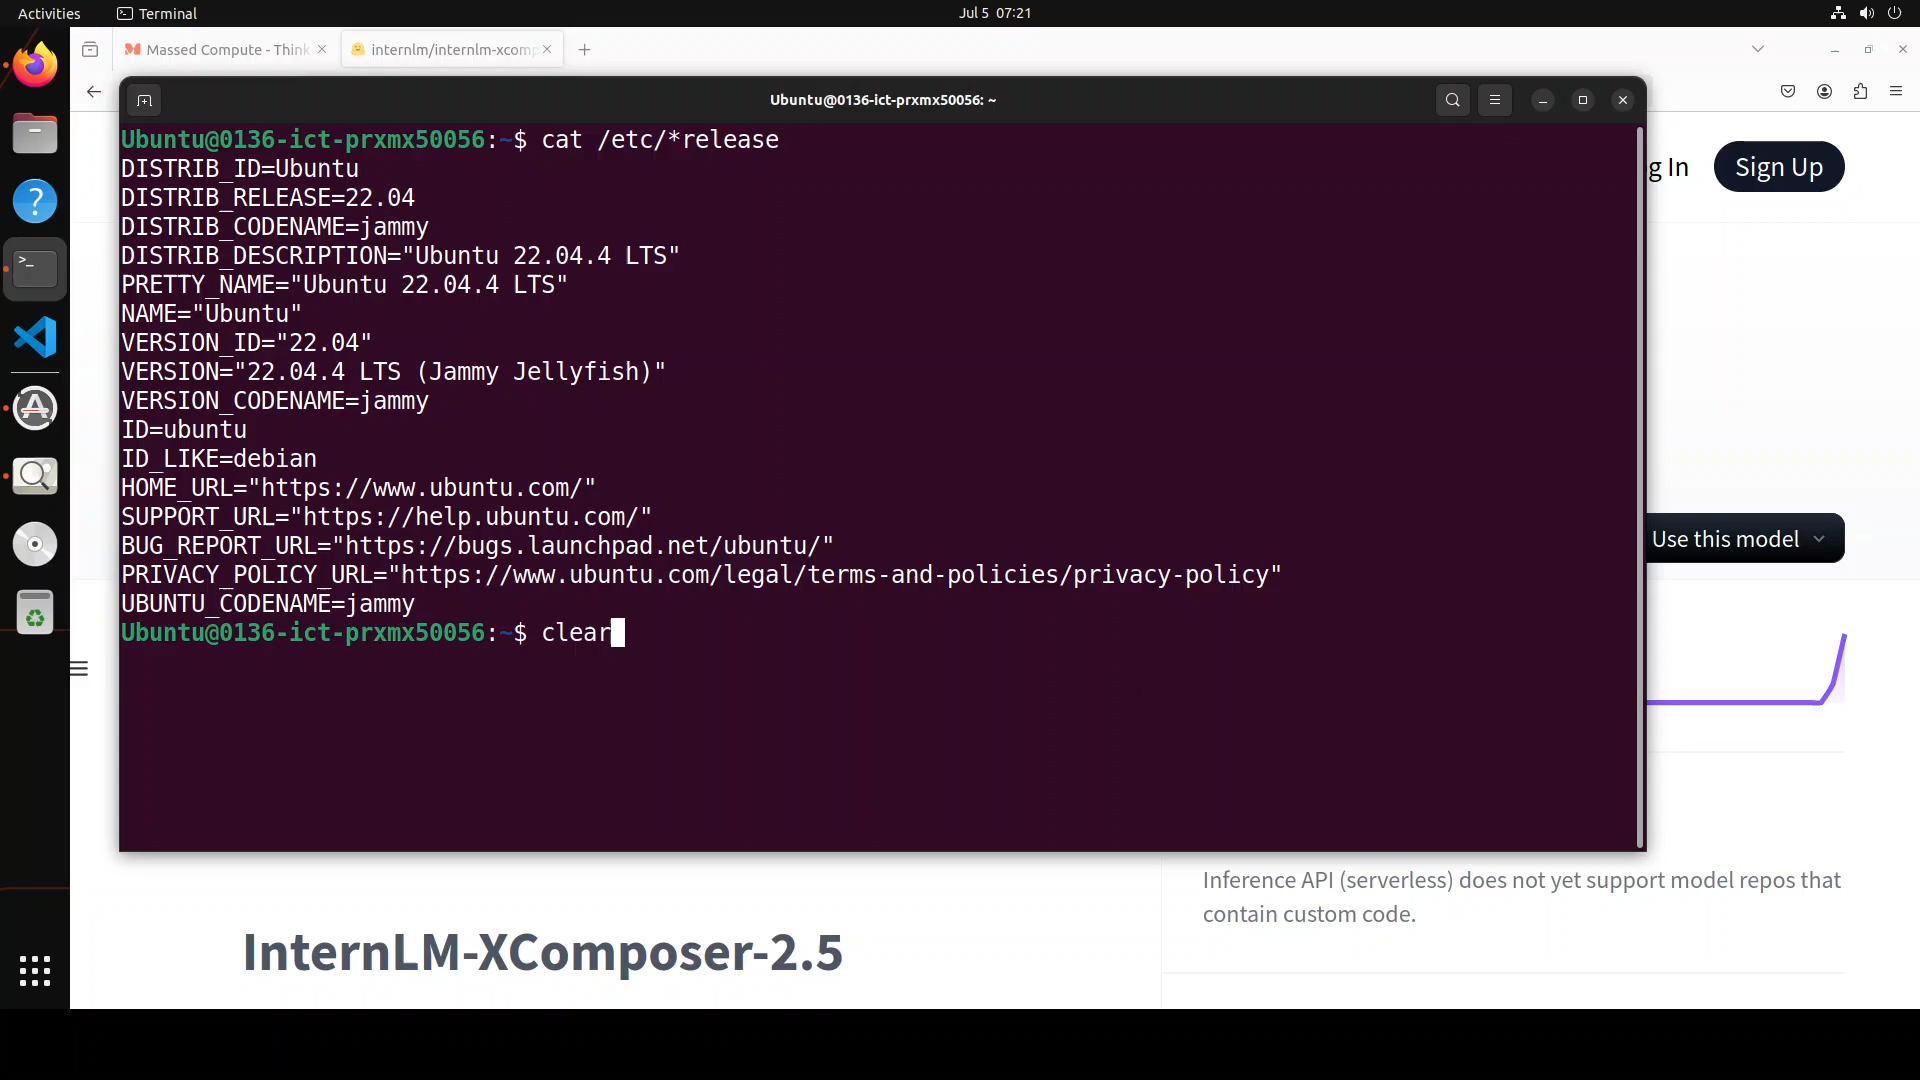 Activities Terminal Jul 5 07:21
Massed Compute - Think internlm/internlm-xcomp
Ubuntu@0136-ict-prxmx50056: ~
Ubuntu@0136-ict-prxmx50056:~$ cat /etc/*release
DISTRIB_ID=Ubuntu
DISTRIB_RELEASE=22.04
DISTRIB_CODENAME=jammy
DISTRIB_DESCRIPTION="Ubuntu 22.04.4 LTS"
PRETTY_NAME="Ubuntu 22.04.4 LTS"
NAME="Ubuntu"
VERSION_ID="22.04"
VERSION="22.04.4 LTS (Jammy Jellyfish)"
VERSION_CODENAME=jammy
ID=ubuntu
ID_LIKE=debian
HOME_URL="https://www.ubuntu.com/"
SUPPORT_URL="https://help.ubuntu.com/"
BUG_REPORT_URL="https://bugs.launchpad.net/ubuntu/"
PRIVACY_POLICY_URL="https://www.ubuntu.com/legal/terms-and-policies/privacy-policy"
UBUNTU_CODENAME=jammy
Ubuntu@0136-ict-prxmx50056:~$ clear
g In Sign Up
Use this model
Inference API (serverless) does not yet support model repos that
contain custom code.
InternLM-XComposer-2.5